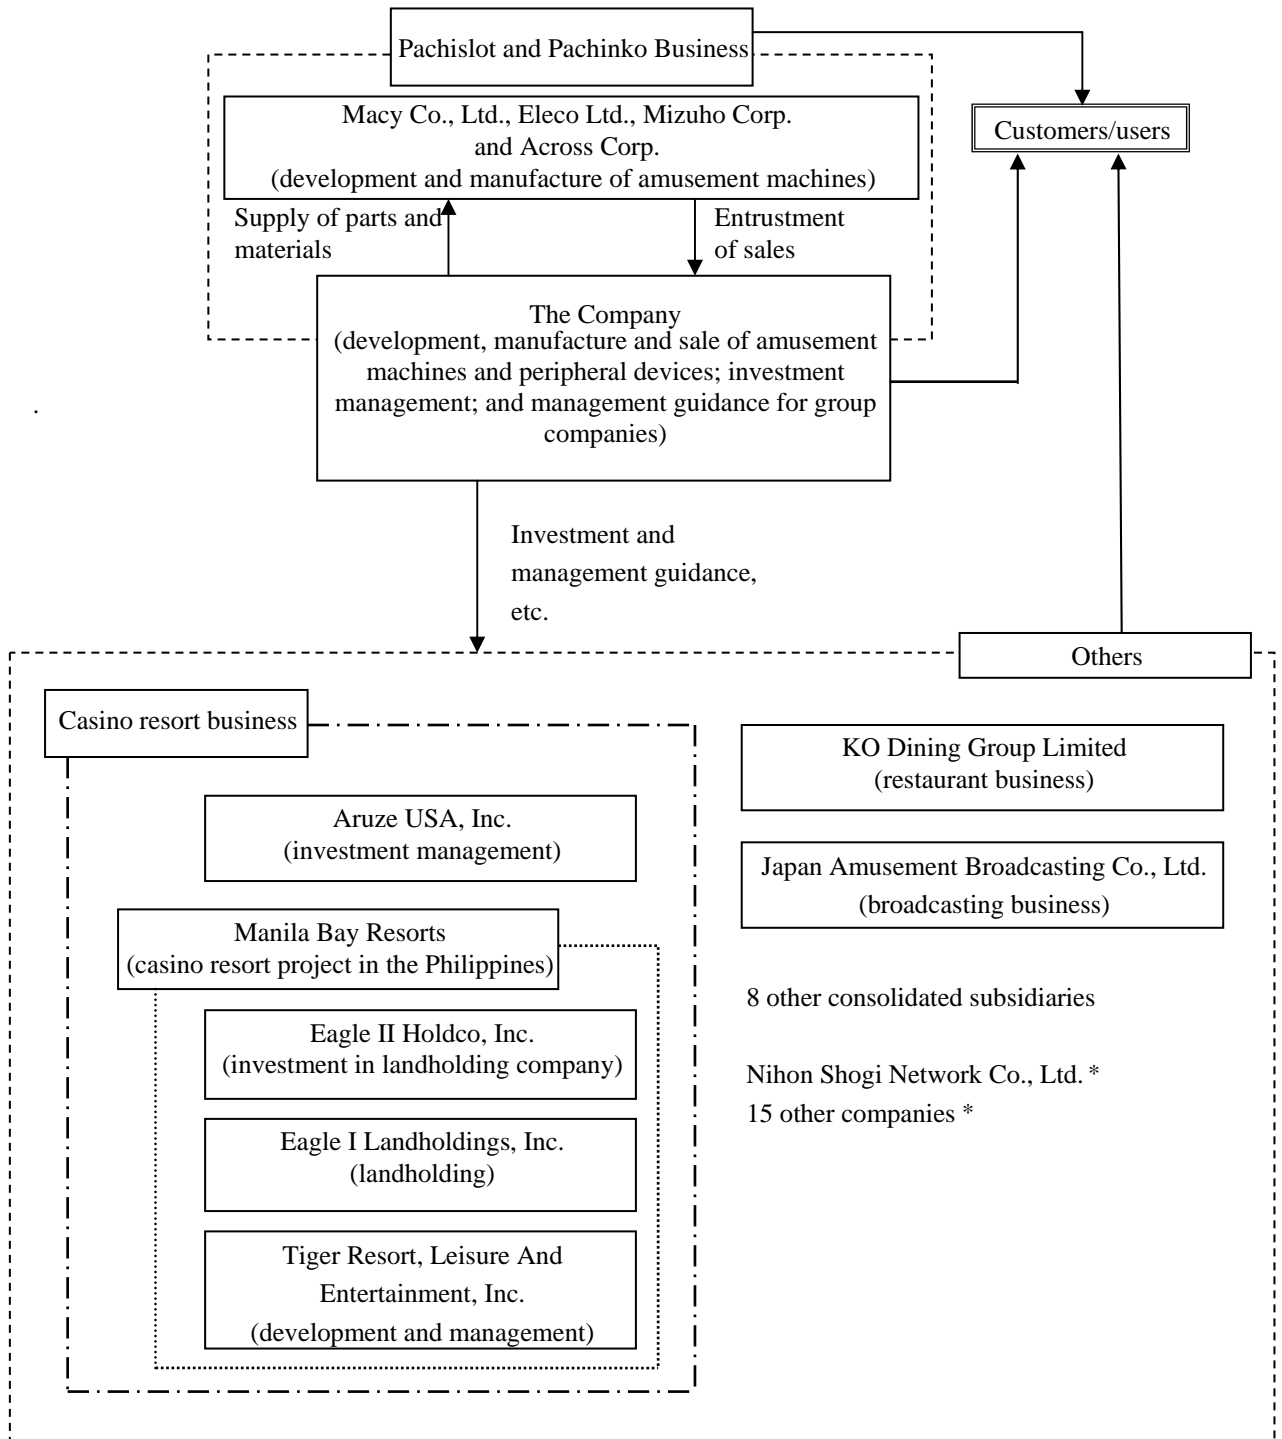 Pachislot and Pachinko Business
Macy Co., Ltd., Eleco Ltd., Mizuho Corp.
and Across Corp.
(development and manufacture of amusement machines)
Customers/users
Supply of parts and
materials
Entrustment
of sales
The Company
(development, manufacture and sale of amusement
machines and peripheral devices; investment
management; and management guidance for group
companies)
.
Investment and
management guidance,
etc.
Others
Casino resort business
Aruze USA, Inc.
(investment management)
Manila Bay Resorts
(casino resort project in the Philippines)
Eagle II Holdco, Inc.
(investment in landholding company)
Eagle I Landholdings, Inc.
(landholding)
Tiger Resort, Leisure And
Entertainment, Inc.
(development and management)
KO Dining Group Limited
(restaurant business)
Japan Amusement Broadcasting Co., Ltd.
(broadcasting business)
8 other consolidated subsidiaries
Nihon Shogi Network Co., Ltd. *
15 other companies *